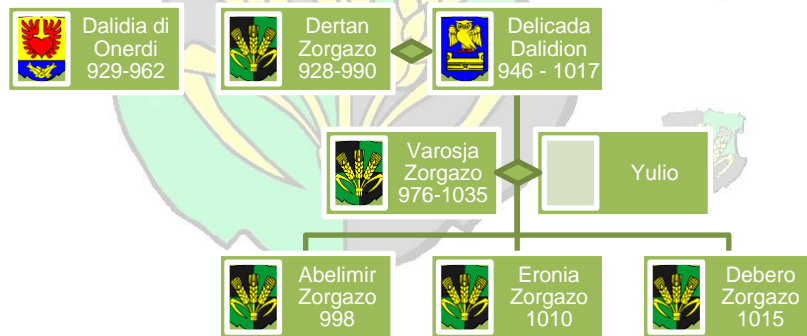 Dalidia di
Onerdi
929-962
Dertan
Zorgazo
928-990
Delicada
Dalidion
946 - 1017
Varosja
Zorgazo
976-1035
Yulio
Abelimir
Zorgazo
998
Eronia
Zorgazo
1010
Debero
Zorgazo
1015